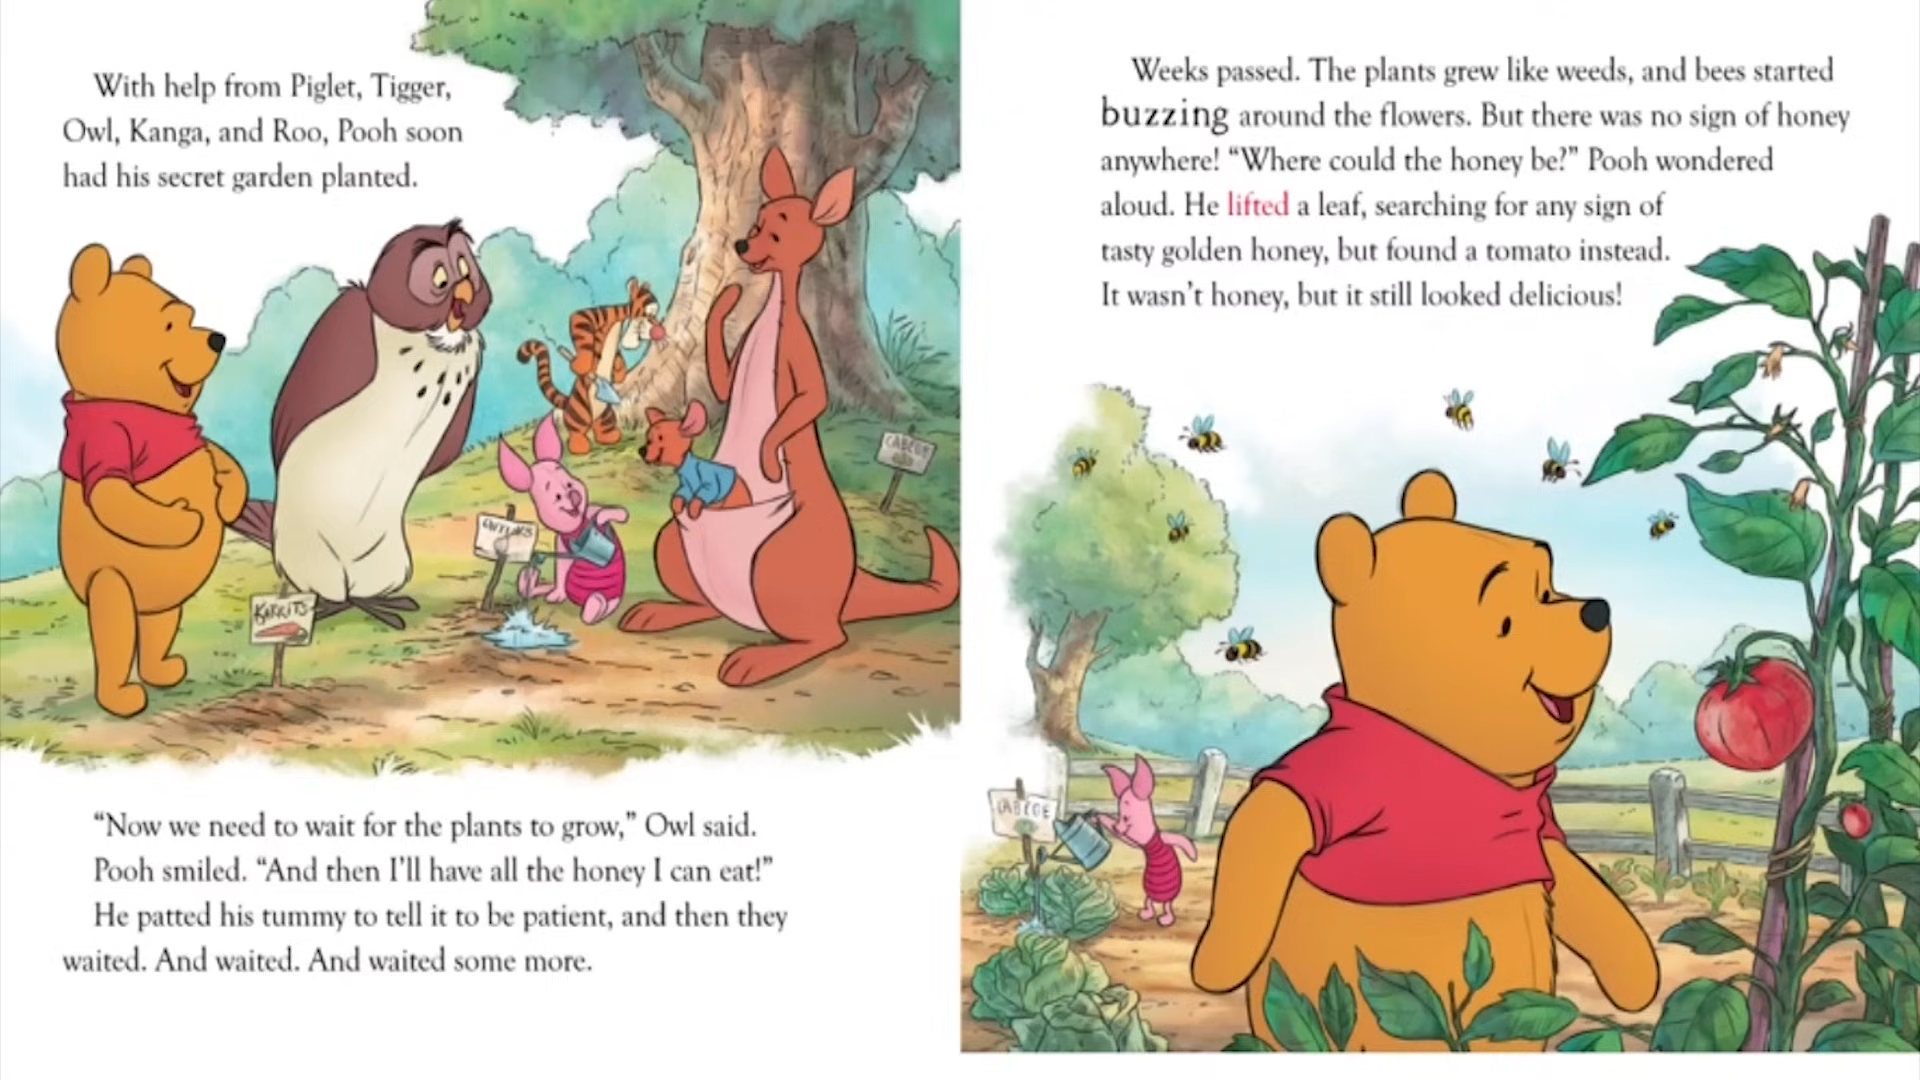 With help from Piglet, Tigger,
Owl, Kanga, and Roo, Pooh soon
had his secret garden planted.
KARRITS
CABEGE
“Now we need to wait for the plants to grow,” Owl said.
Pooh smiled. “And then I’ll have all the honey I can eat!”
He patted his tummy to tell it to be patient, and then they
waited. And waited. And waited some more.
Weeks passed. The plants grew like weeds, and bees started
buzzing around the flowers. But there was no sign of honey
anywhere! “Where could the honey be?” Pooh wondered
aloud. He lifted a leaf, searching for any sign of
tasty golden honey, but found a tomato instead.
It wasn’t honey, but it still looked delicious!
CABEGE